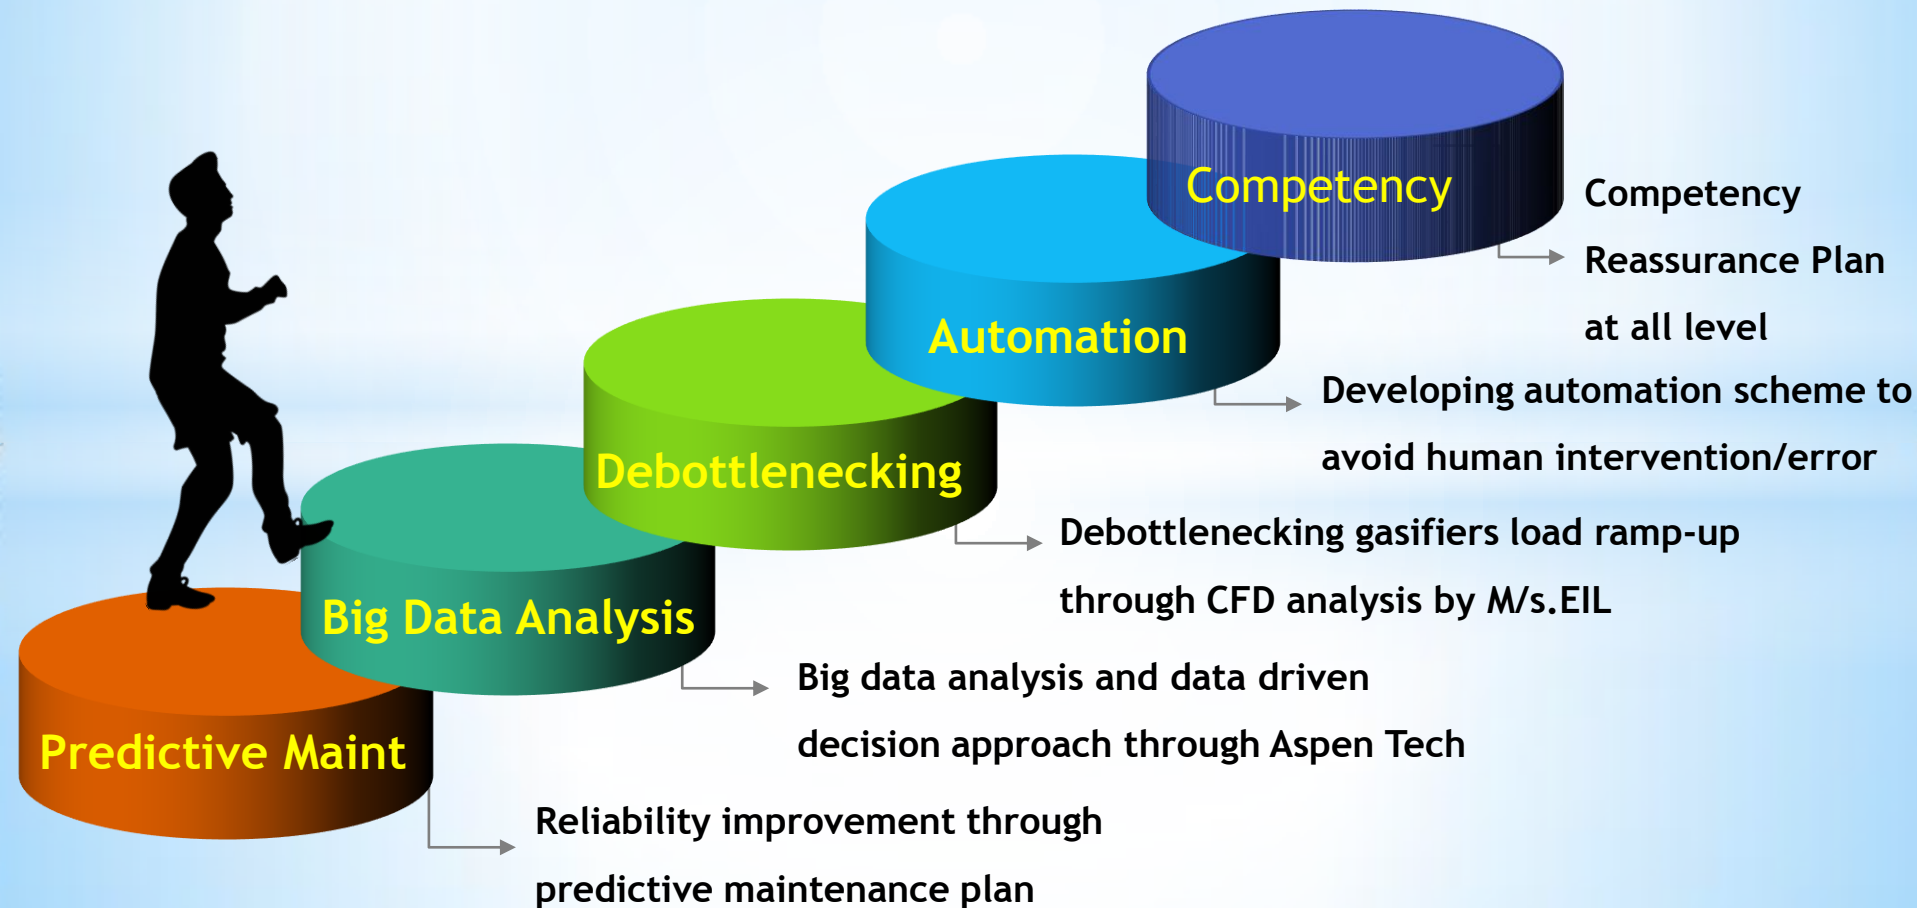 Competency
Competency
Reassurance Plan
at all level
Automation
Developing automation scheme to
avoid human intervention/error
Debottlenecking
Debottlenecking gasifiers load ramp-up
through CFD analysis by M/s.EIL
Big Data Analysis
Big data analysis and data driven
decision approach through Aspen Tech
Predictive Maint
Reliability improvement through
predictive maintenance plan